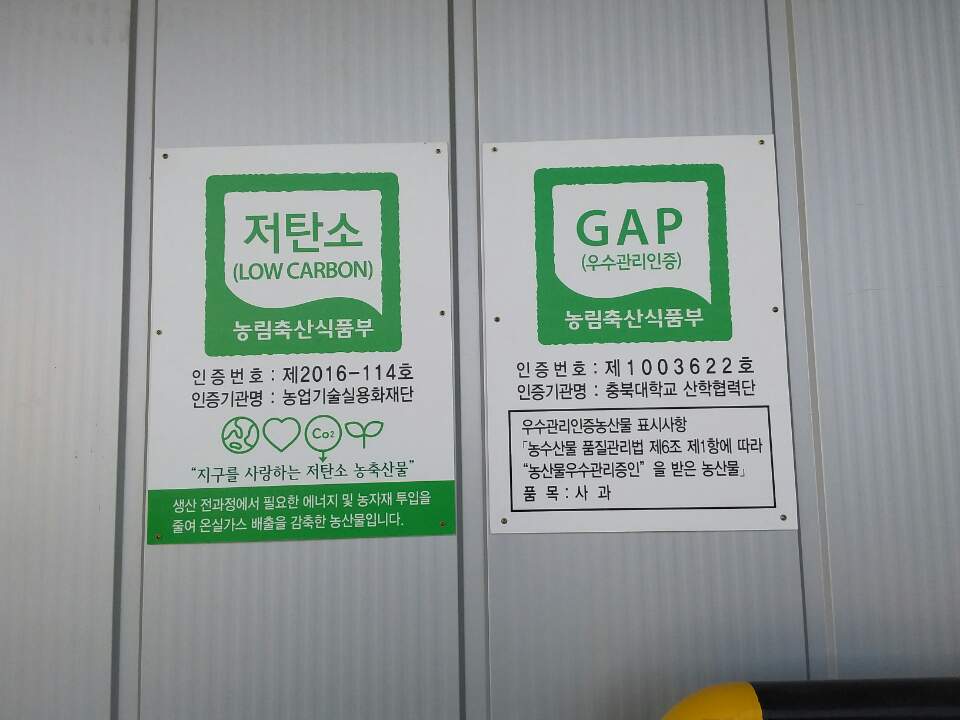 저탄소
(LOW CARBON)
농림축산식품부
인증번호 : 제2016-114호
인증기관명 : 농업기술실용화재단
Co₂
“지구를 사랑하는 저탄소 농축산물”
생산 전과정에서 필요한 에너지 및 농자재 투입을
줄여 온실가스 배출을 감축한 농산물입니다.
GAP
(우수관리인증)
농림축산식품부
인증번호 : 제1003622호
인증기관명 : 충북대학교 산학협력단
우수관리인증농산물 표시사항
「농수산물 품질관리법 제6조 제1항에 따라
“농산물우수관리증인” 을 받은 농산물」
품 목 : 사 과